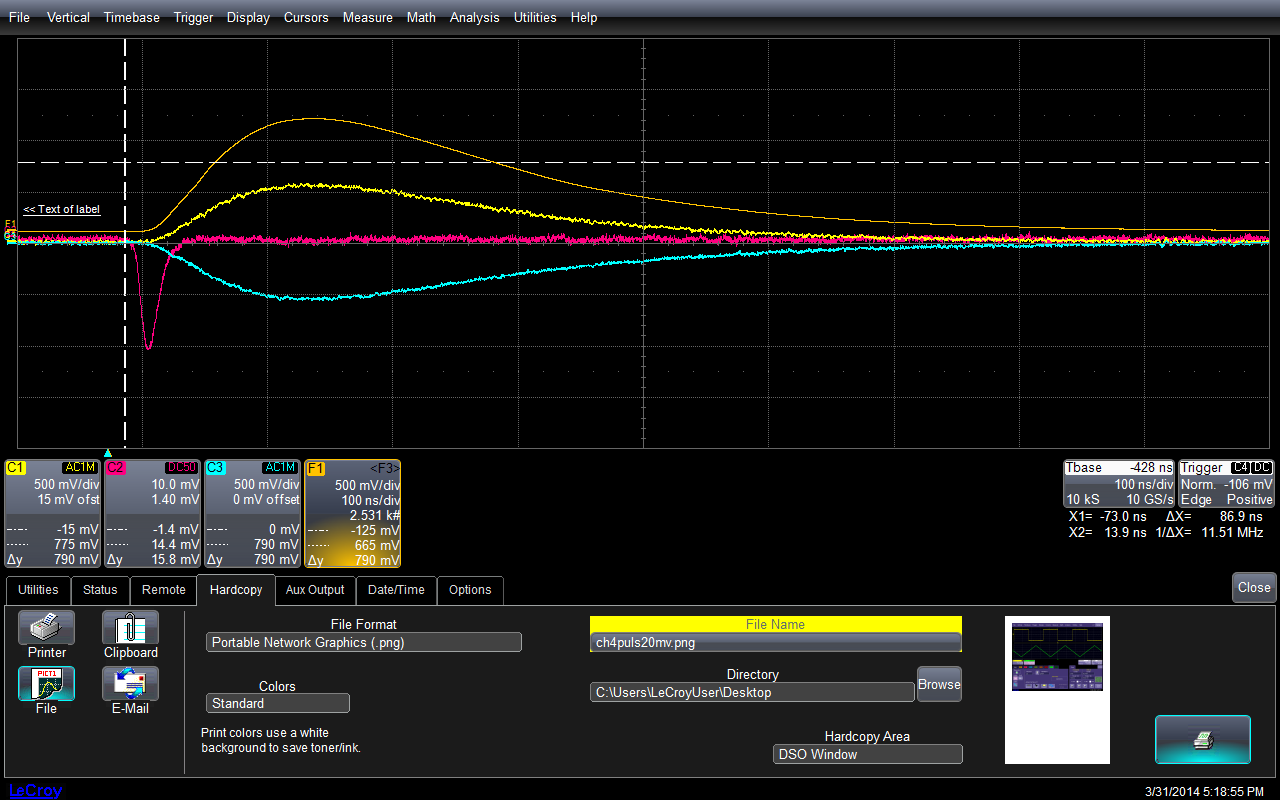 File Vertical Timebase Trigger Display Cursors Measure Math Analysis Utilities Help
<< Text of label
F1
C1 AC1M
500 mV/div
15 mV ofst
-15 mV
775 mV
Δy 790 mV
C2 DC50
10.0 mV
1.40 mV
-1.4 mV
14.4 mV
Δy 15.8 mV
C3 AC1M
500 mV/div
0 mV offset
0 mV
790 mV
Δy 790 mV
F1 <F3>
500 mV/div
100 ns/div
2.531 k#
-125 mV
665 mV
Δy 790 mV
Tbase -428 ns
100 ns/div
10 kS 10 GS/s
Trigger C4 DC
Norm. -106 mV
Edge Positive
X1= -73.0 ns ΔX= 86.9 ns
X2= 13.9 ns 1/ΔX= 11.51 MHz
Utilities Status Remote Hardcopy Aux Output Date/Time Options
Close
Printer
Clipboard
PICT1
File
E-Mail
File Format
Portable Network Graphics (.png)
Colors
Standard
Print colors use a white
background to save toner/ink.
File Name
ch4puls20mv.png
Directory
C:\Users\LeCroyUser\Desktop
Browse
Hardcopy Area
DSO Window
LeCroy
3/31/2014 5:18:55 PM